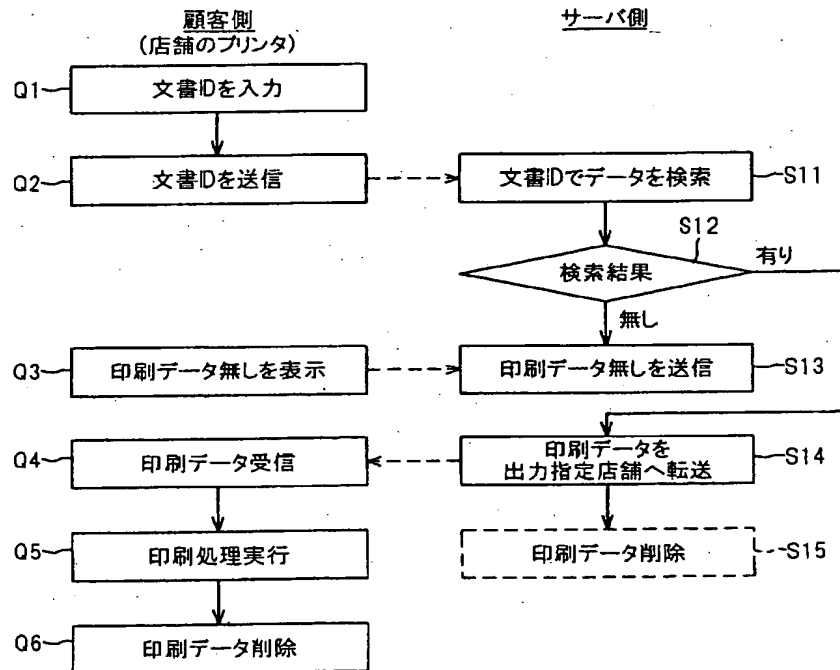 顧客側
(店舗のプリンタ)
サーバ側
Q1
文書IDを入力
Q2
文書IDを送信
文書IDでデータを検索
S11
S12
検索結果
有り
無し
Q3
印刷データ無しを表示
印刷データ無しを送信
S13
Q4
印刷データ受信
印刷データを
出力指定店舗へ転送
S14
Q5
印刷処理実行
印刷データ削除
S15
Q6
印刷データ削除